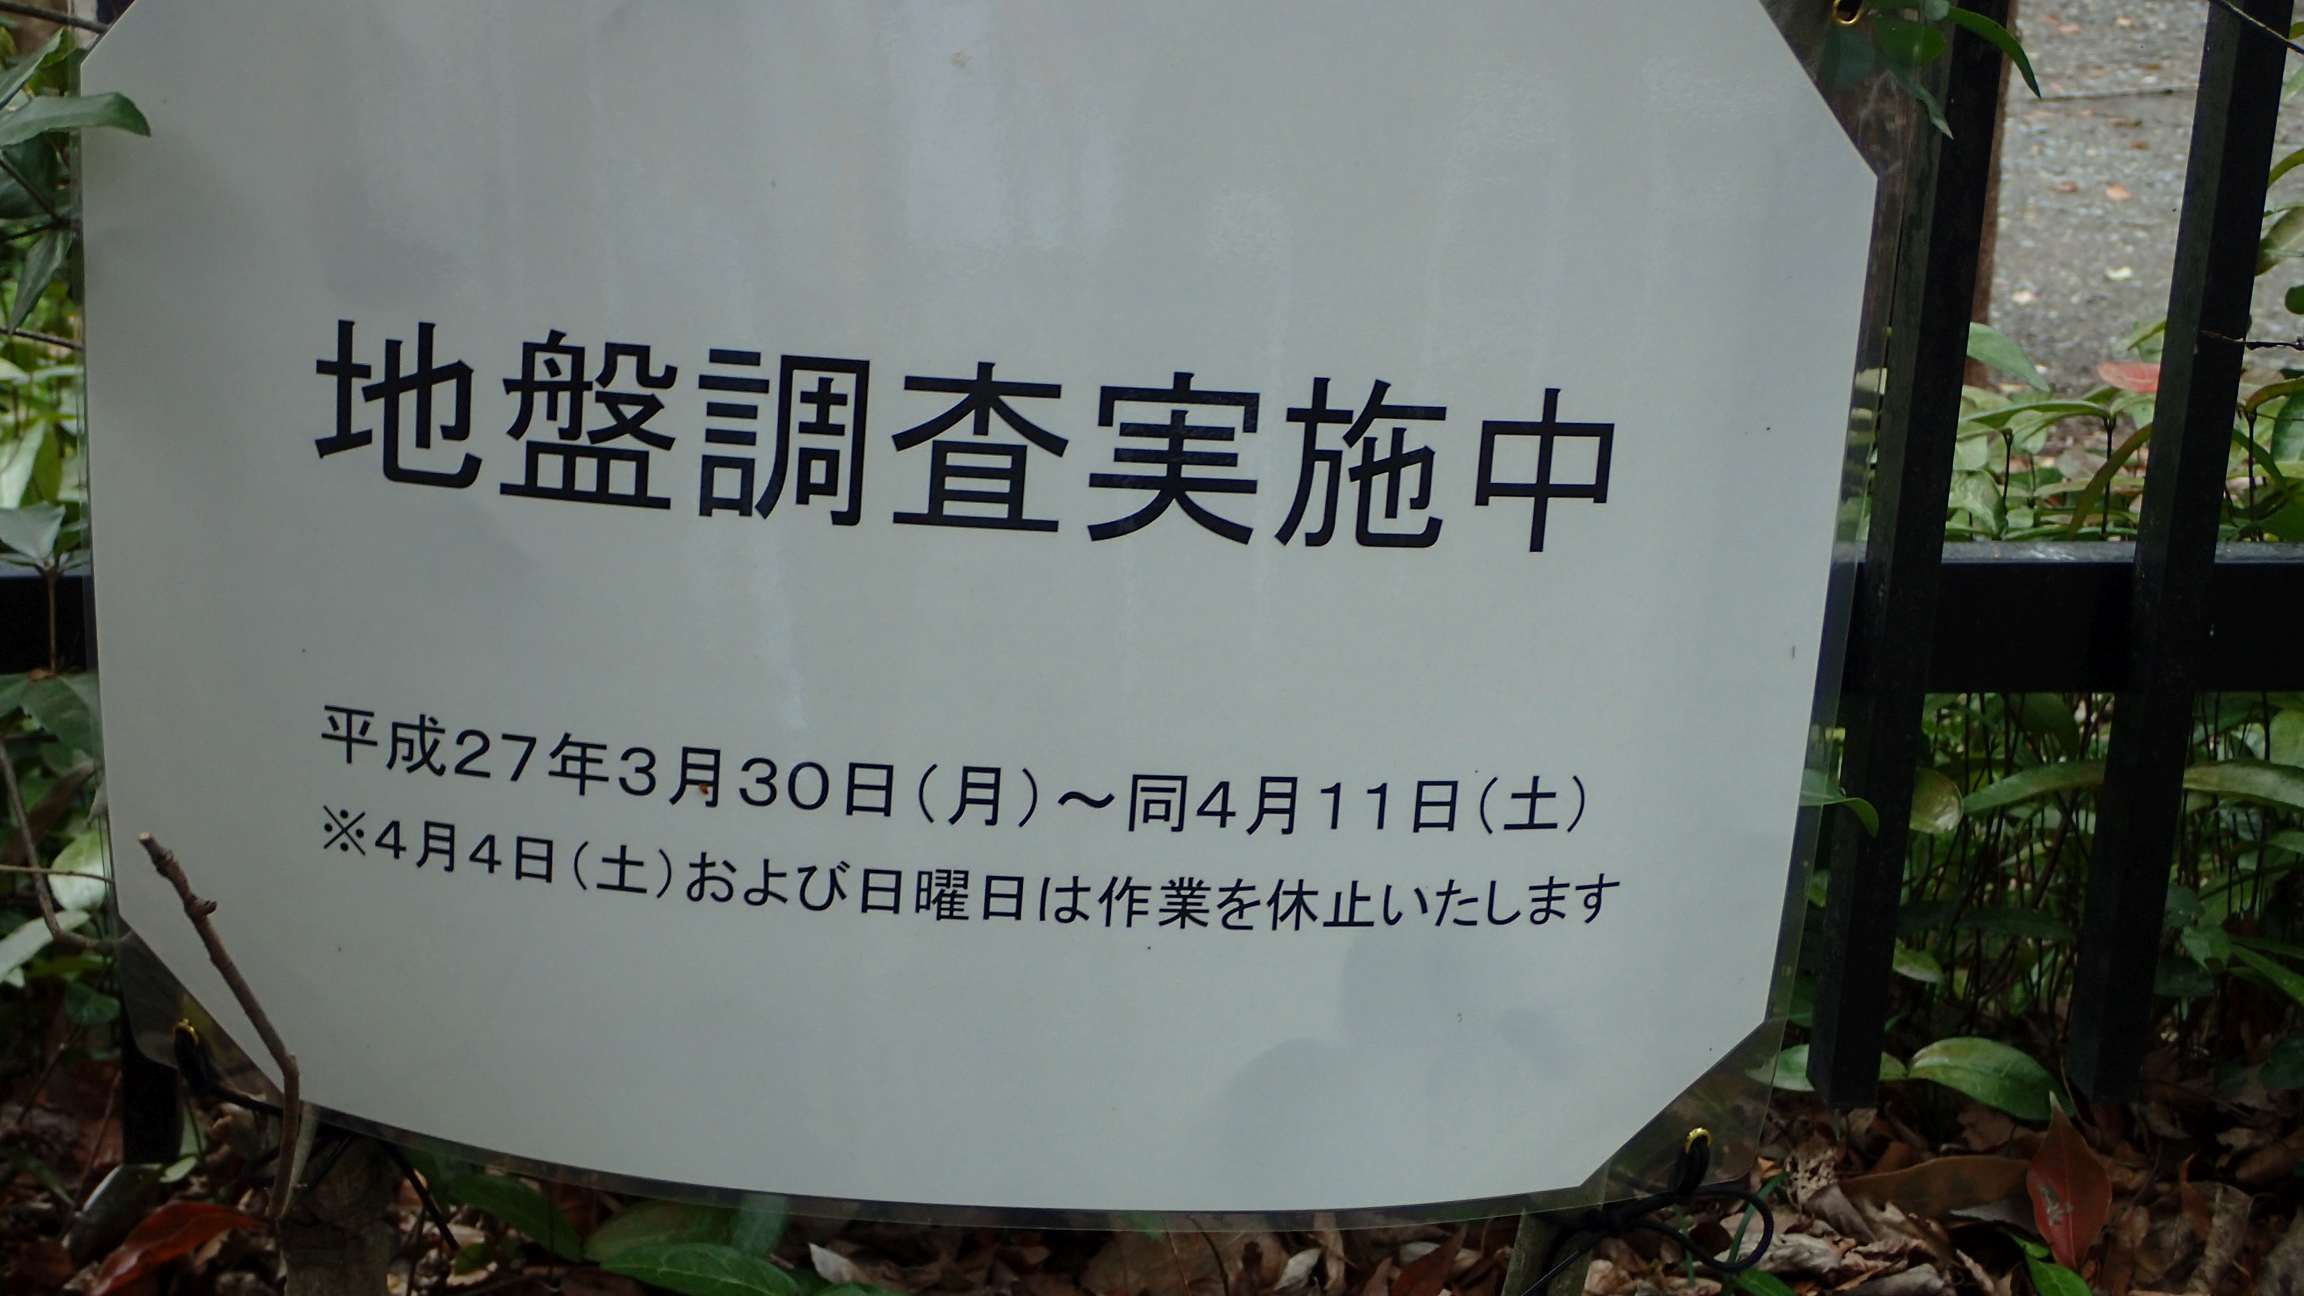 地盤調査実施中
平成27年3月30日(月)～同4月11日(土)
※4月4日(土)および日曜日は作業を休止いたします